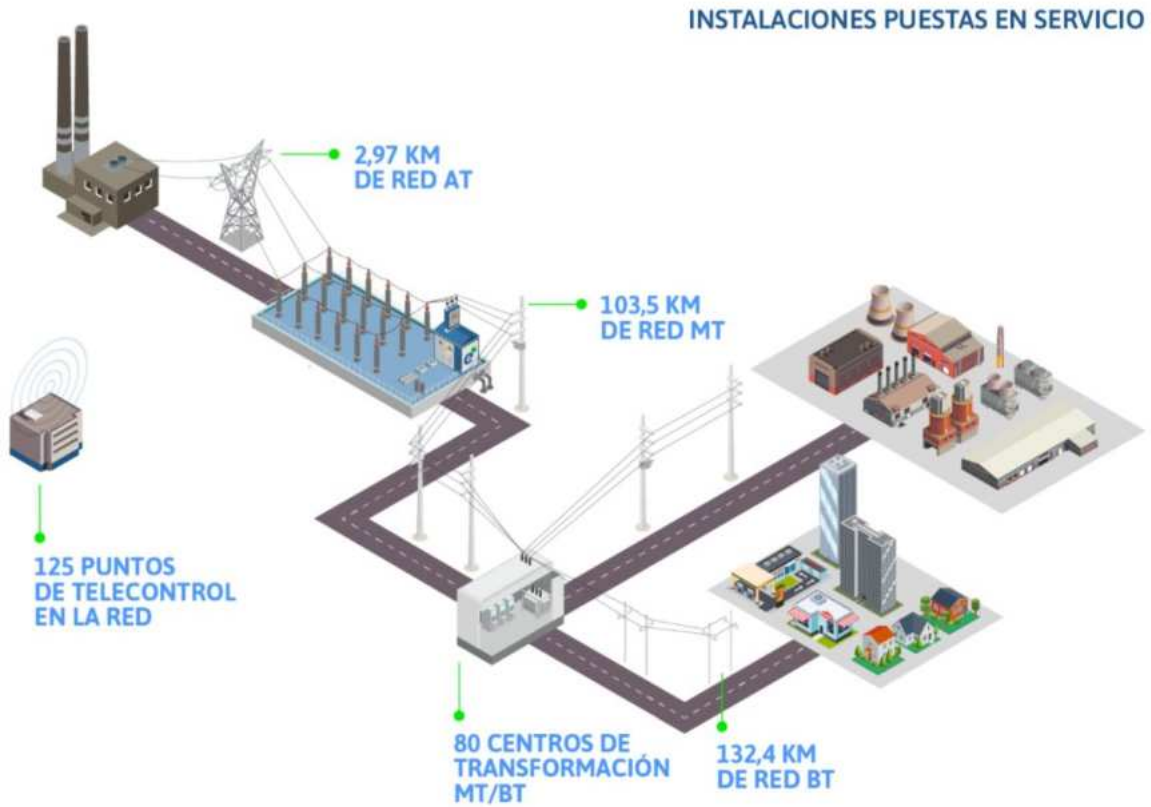 INSTALACIONES PUESTAS EN SERVICIO
2,97 KM
DE RED AT
103,5 KM
DE RED MT
125 PUNTOS
DE TELECONTROL
EN LA RED
80 CENTROS DE
TRANSFORMACIÓN
MT/BT
132,4 KM
DE RED BT